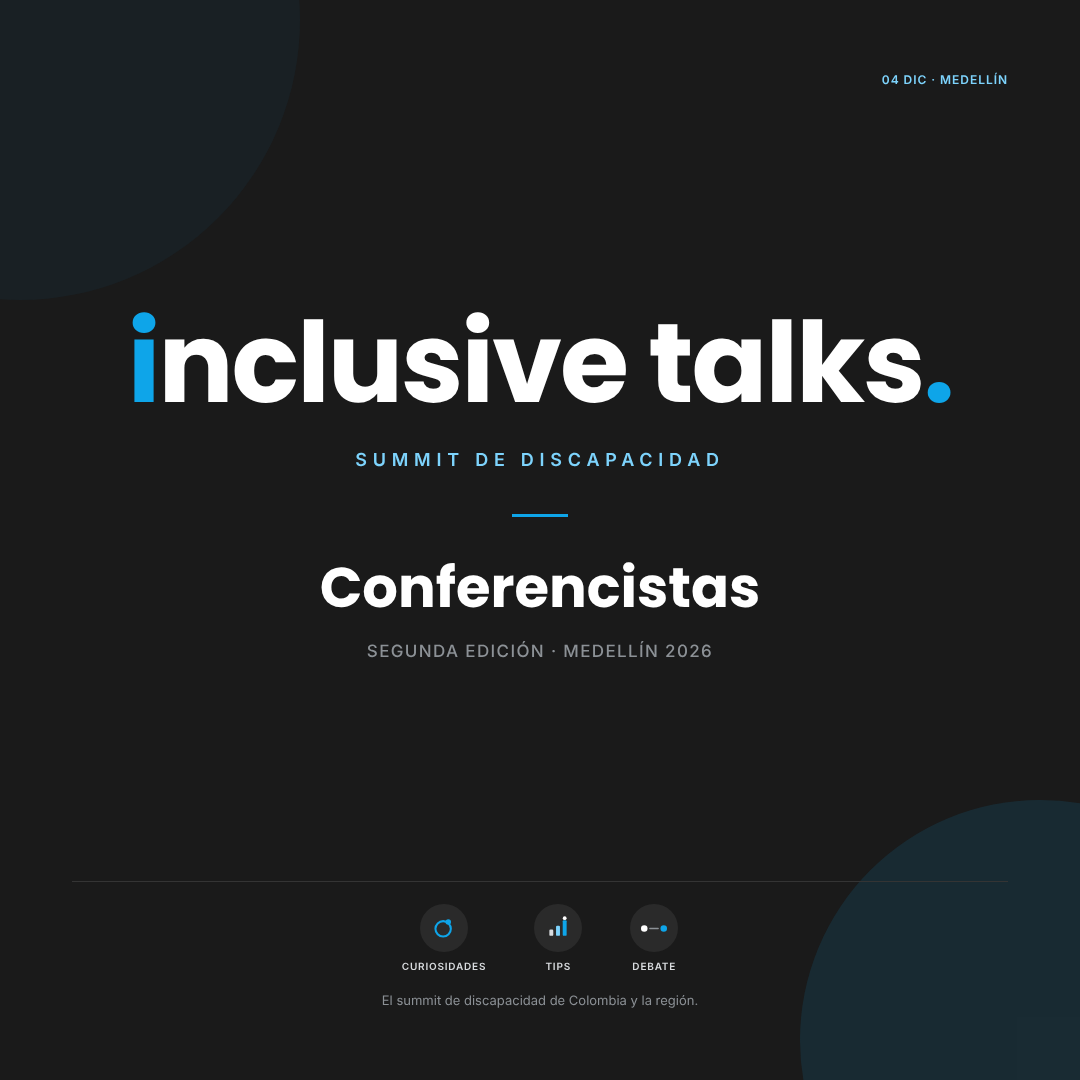 04 DIC · MEDELLÍN
inclusive talks.
SUMMIT DE DISCAPACIDAD
Conferencistas
SEGUNDA EDICIÓN · MEDELLÍN 2026
CURIOSIDADES
TIPS
DEBATE
El summit de discapacidad de Colombia y la región.